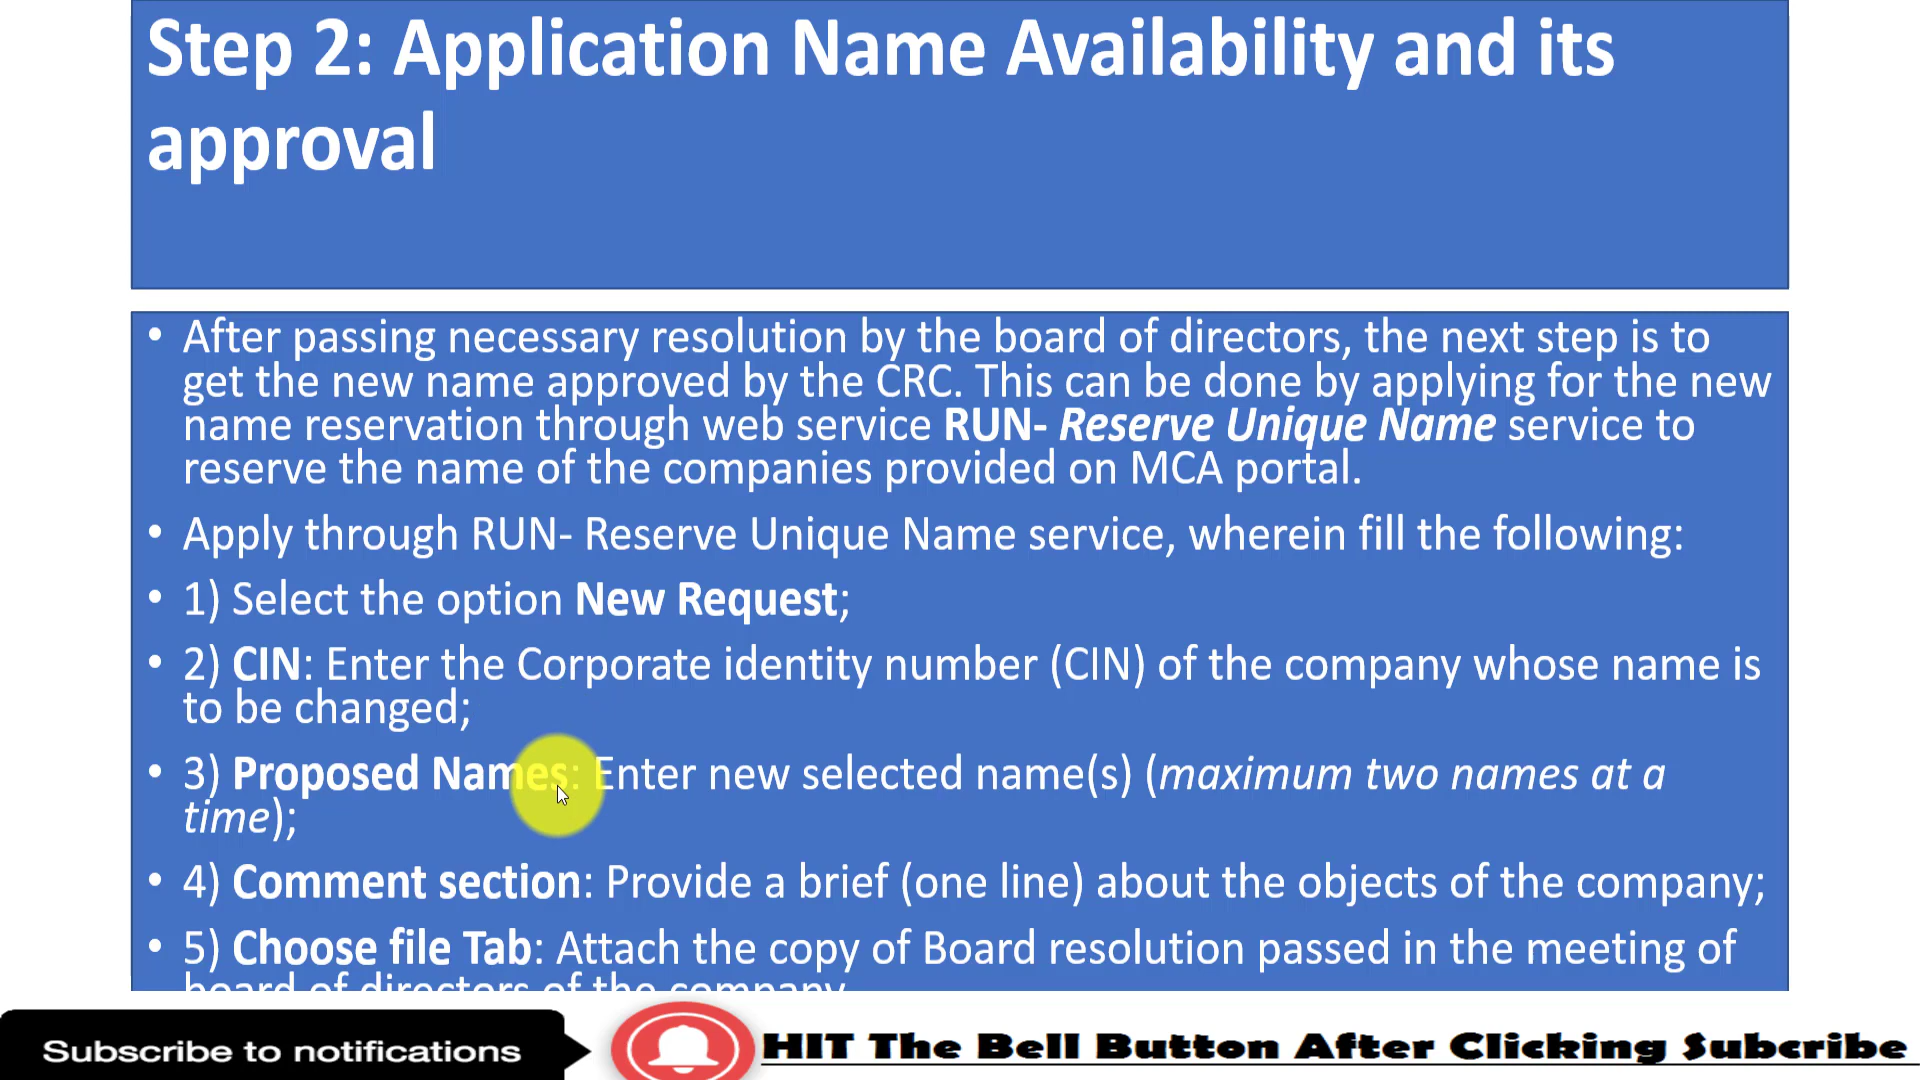 Step 2: Application Name Availability and its
approval
• After passing necessary resolution by the board of directors, the next step is to
get the new name approved by the CRC. This can be done by applying for the new
name reservation through web service RUN- Reserve Unique Name service to
reserve the name of the companies provided on MCA portal.
• Apply through RUN- Reserve Unique Name service, wherein fill the following:
• 1) Select the option New Request;
• 2) CIN: Enter the Corporate identity number (CIN) of the company whose name is
to be changed;
• 3) Proposed Names: Enter new selected name(s) (maximum two names at a
time);
• 4) Comment section: Provide a brief (one line) about the objects of the company;
• 5) Choose file Tab: Attach the copy of Board resolution passed in the meeting of
board of directors of the company
Subscribe to notifications
HIT The Bell Button After Clicking Subcribe